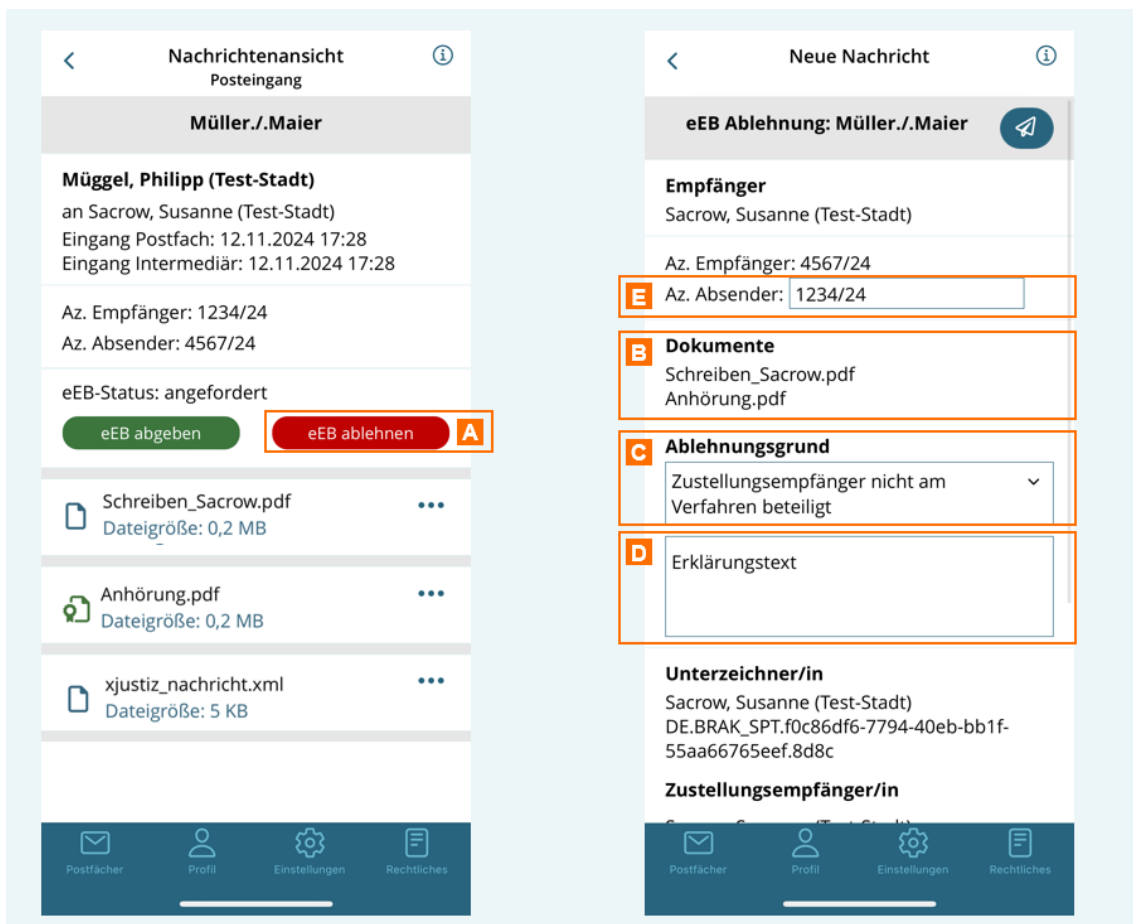 Nachrichtenansicht
Posteingang
Müller./.Maier
Müggel, Philipp (Test-Stadt)
an Sacrow, Susanne (Test-Stadt)
Eingang Postfach: 12.11.2024 17:28
Eingang Intermediär: 12.11.2024 17:28
Az. Empfänger: 1234/24
Az. Absender: 4567/24
eEB-Status: angefordert
eEB abgeben
eEB ablehnen
A
Schreiben_Sacrow.pdf
Dateigröße: 0,2 MB
Anhörung.pdf
Dateigröße: 0,2 MB
xjustiz_nachricht.xml
Dateigröße: 5 KB
Postfächer
Profil
Einstellungen
Rechtliches
Neue Nachricht
eEB Ablehnung: Müller./.Maier
Empfänger
Sacrow, Susanne (Test-Stadt)
Az. Empfänger: 4567/24
E
Az. Absender: 1234/24
B
Dokumente
Schreiben_Sacrow.pdf
Anhörung.pdf
C
Ablehnungsgrund
Zustellungsempfänger nicht am
Verfahren beteiligt
D
Erklärungstext
Unterzeichner/in
Sacrow, Susanne (Test-Stadt)
DE.BRAK_SPT.f0c86df6-7794-40eb-bb1f-
55aa66765eef.8d8c
Zustellungsempfänger/in
Postfächer
Profil
Einstellungen
Rechtliches